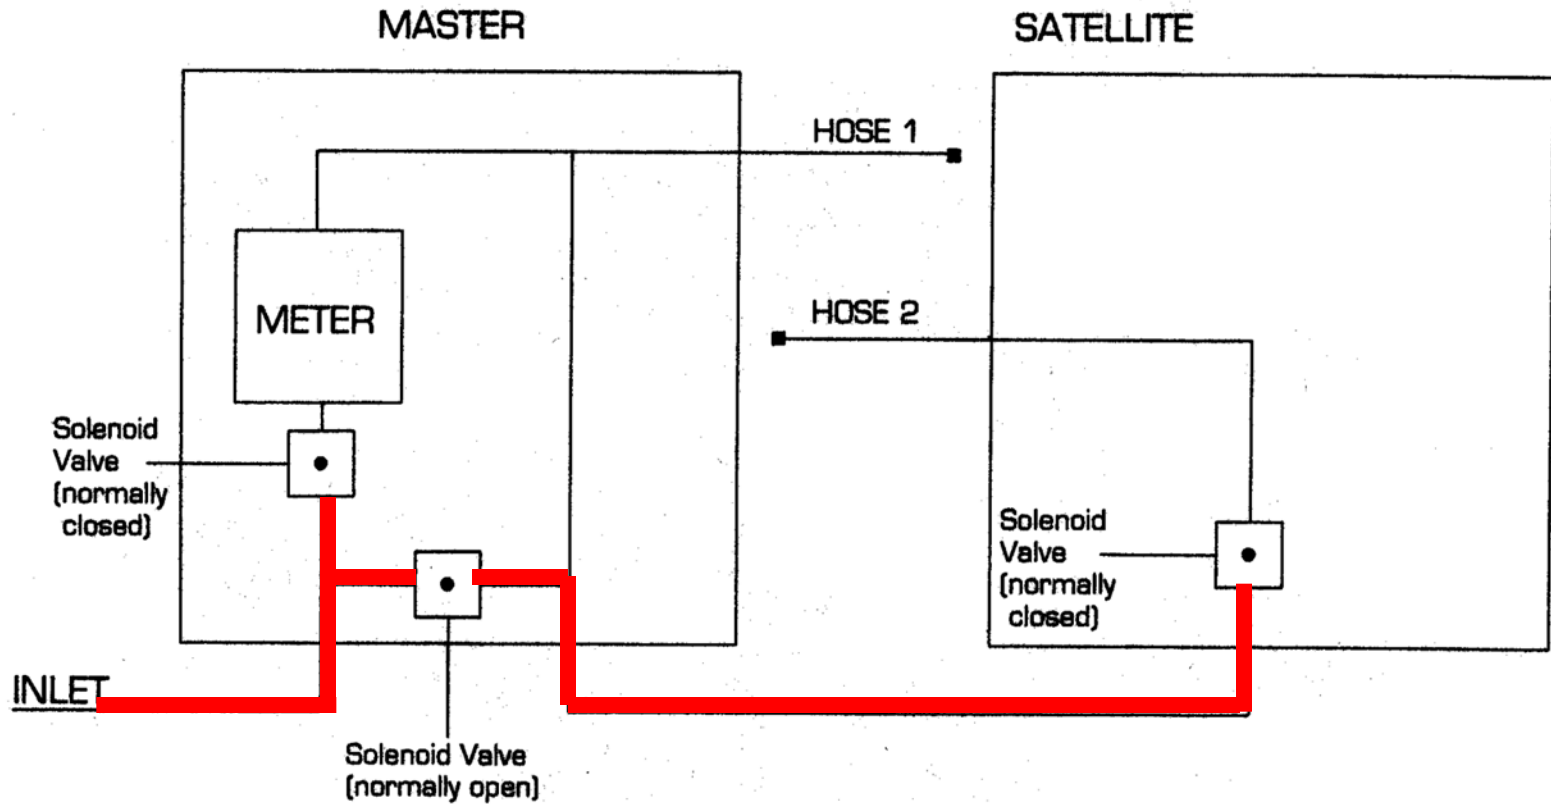 MASTER
SATELLITE
HOSE 1
HOSE 2
METER
Solenoid
Valve
(normally
closed)
Solenoid
Valve
(normally
closed)
INLET
Solenoid Valve
(normally open)